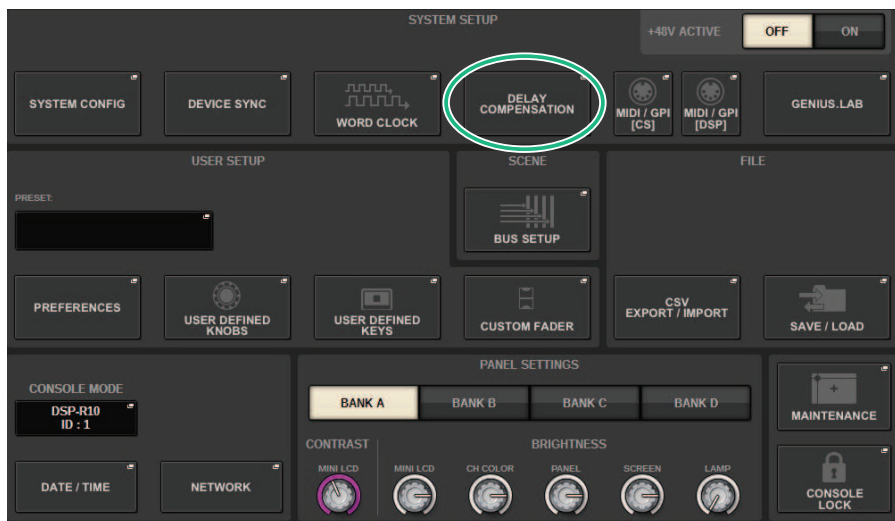 SYSTEM SETUP
+48V ACTIVE
OFF
ON
SYSTEM CONFIG
DEVICE SYNC
WORD CLOCK
DELAY
COMPENSATION
MIDI / GPI
[CS]
MIDI / GPI
[DSP]
GENIUS.LAB
USER SETUP
SCENE
FILE
PRESET:
BUS SETUP
PREFERENCES
USER DEFINED
KNOBS
USER DEFINED
KEYS
CUSTOM FADER
CSV
EXPORT / IMPORT
SAVE / LOAD
PANEL SETTINGS
CONSOLE MODE
DSP-R10
ID : 1
BANK A
BANK B
BANK C
BANK D
MAINTENANCE
CONTRAST
BRIGHTNESS
MINI LCD
MINI LCD
CH COLOR
PANEL
SCREEN
LAMP
DATE / TIME
NETWORK
CONSOLE
LOCK